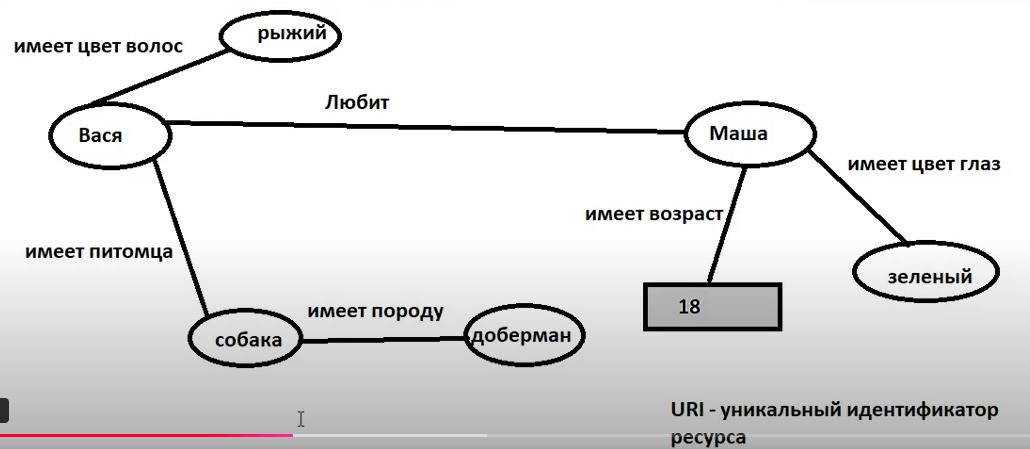 рыжий
имеет цвет волос
Любит
Вася
Маша
имеет цвет глаз
имеет возраст
имеет питомца
зеленый
18
имеет породу
собака
доберман
URI - уникальный идентификатор
ресурса